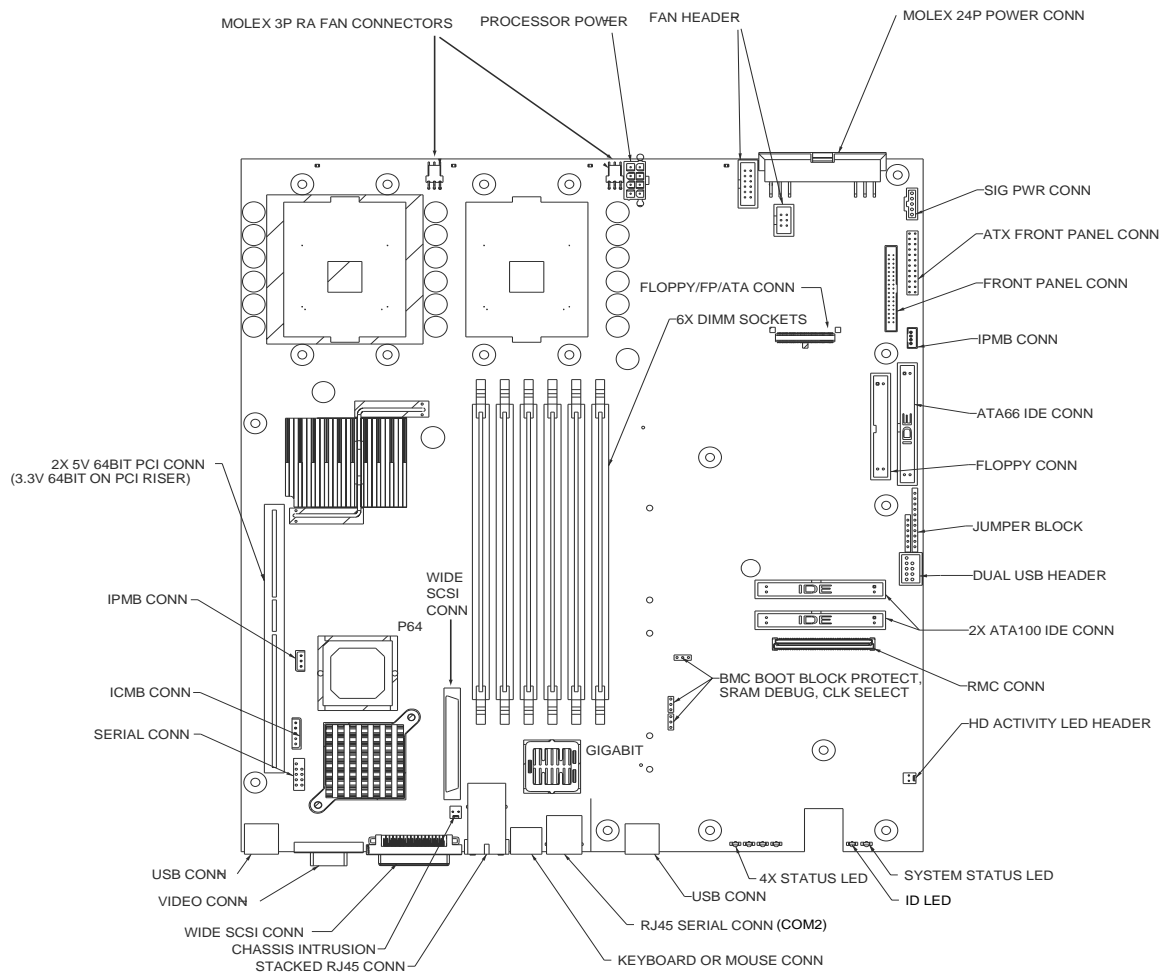 MOLEX 3P RA FAN CONNECTORS
PROCESSOR POWER
FAN HEADER
MOLEX 24P POWER CONN
SIG PWR CONN
ATX FRONT PANEL CONN
FRONT PANEL CONN
FLOPPY/FP/ATA CONN
6X DIMM SOCKETS
IPMB CONN
ATA66 IDE CONN
IDE
FLOPPY CONN
2X 5V 64BIT PCI CONN
(3.3V 64BIT ON PCI RISER)
JUMPER BLOCK
DUAL USB HEADER
WIDE
SCSI
CONN
IDE
IPMB CONN
P64
IDE
2X ATA100 IDE CONN
BMC BOOT BLOCK PROTECT,
SRAM DEBUG, CLK SELECT
RMC CONN
ICMB CONN
HD ACTIVITY LED HEADER
SERIAL CONN
GIGABIT
USB CONN
VIDEO CONN
WIDE SCSI CONN
CHASSIS INTRUSION
STACKED RJ45 CONN
4X STATUS LED
SYSTEM STATUS LED
USB CONN
ID LED
RJ45 SERIAL CONN (COM2)
KEYBOARD OR MOUSE CONN